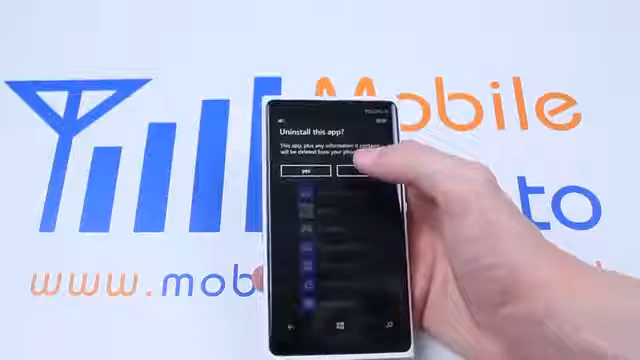 Mobile
to
www.mob
NOKIA
Uninstall this app?
This app, plus any information it contains,
will be deleted from your phone
yes